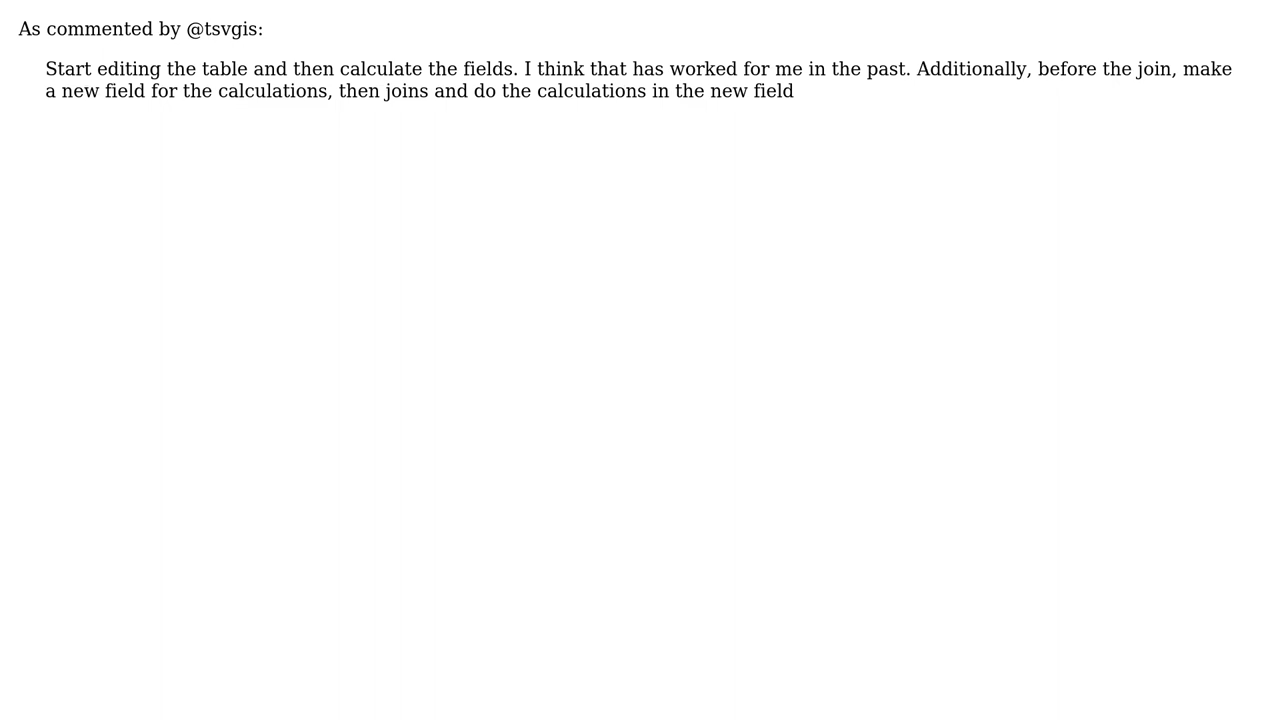 As commented by @tsvgis:
Start editing the table and then calculate the fields. I think that has worked for me in the past. Additionally, before the join, make
a new field for the calculations, then joins and do the calculations in the new field